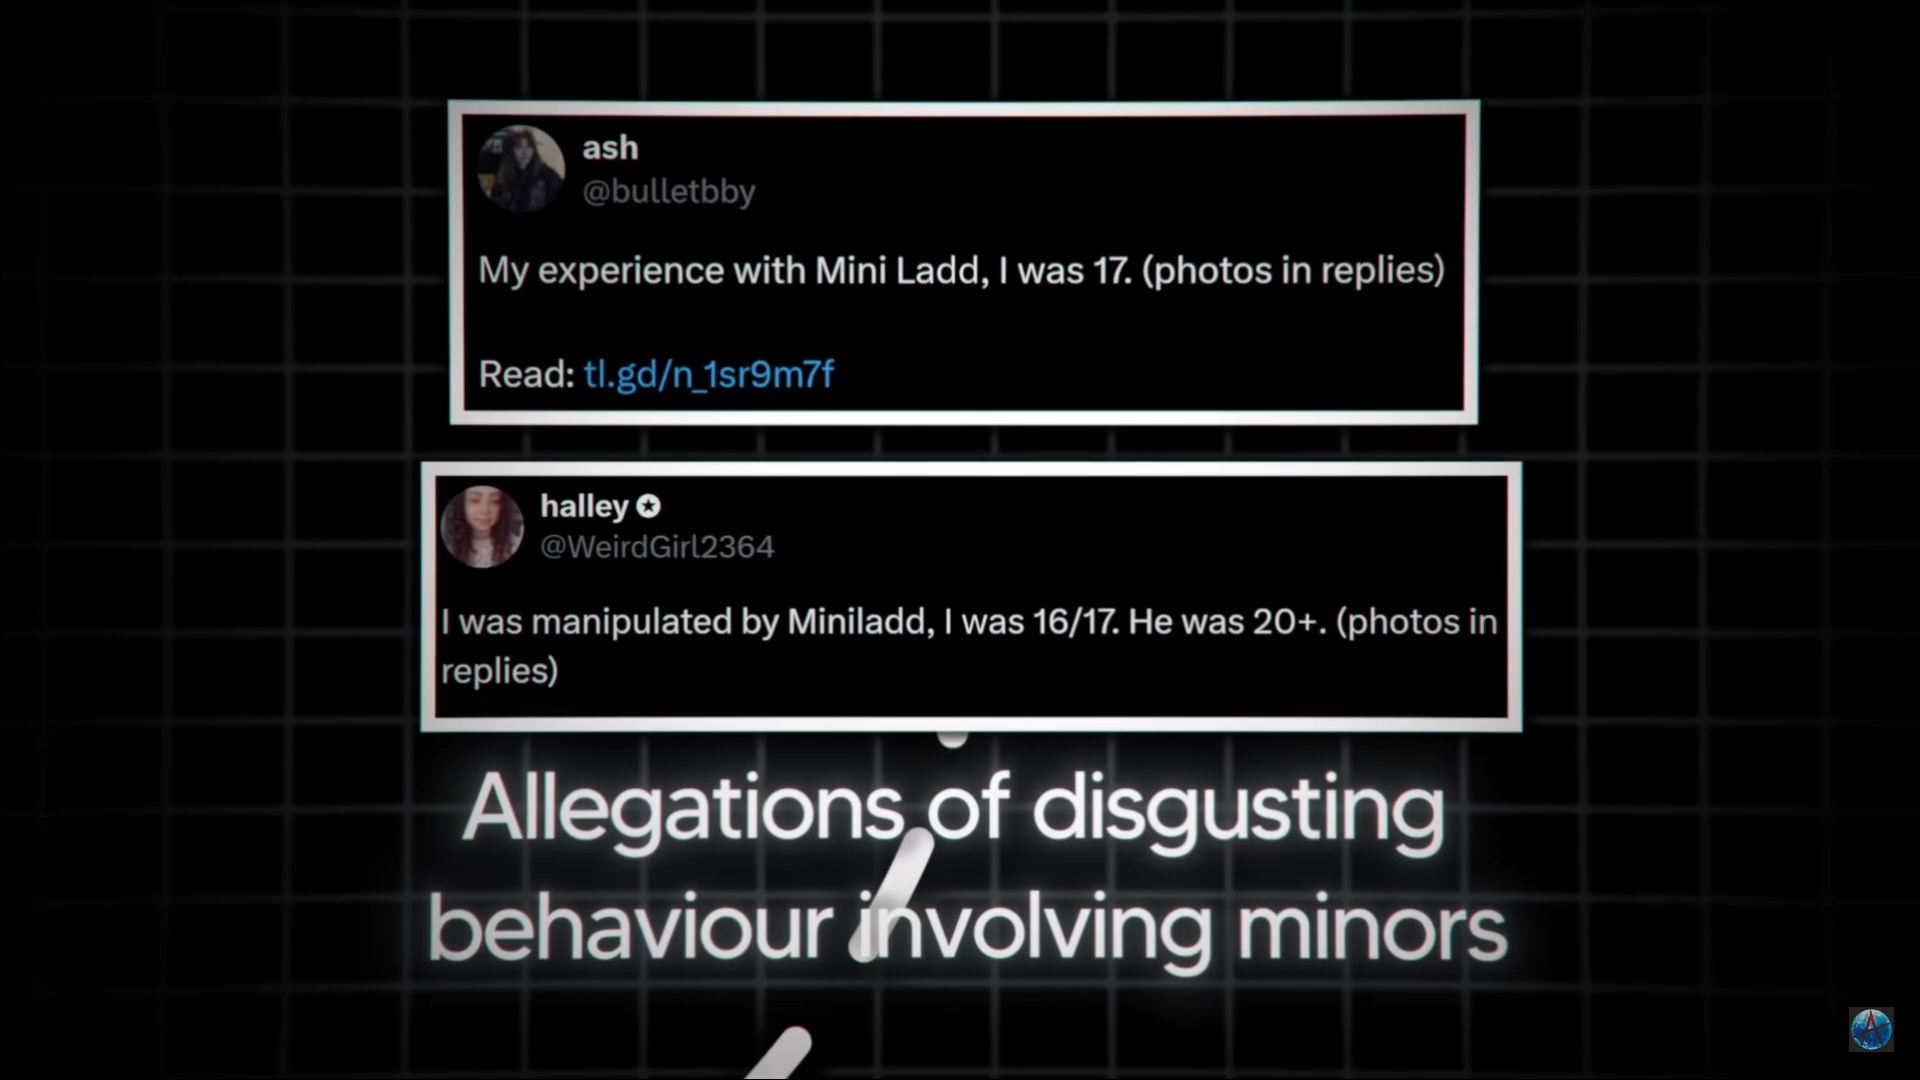 ash
@bulletbby
My experience with Mini Ladd, I was 17. (photos in replies)
Read: tl.gd/n_1sr9m7f
halley
@WeirdGirl2364
I was manipulated by Miniladd, I was 16/17. He was 20+. (photos in
replies)
Allegations of disgusting
behaviour involving minors